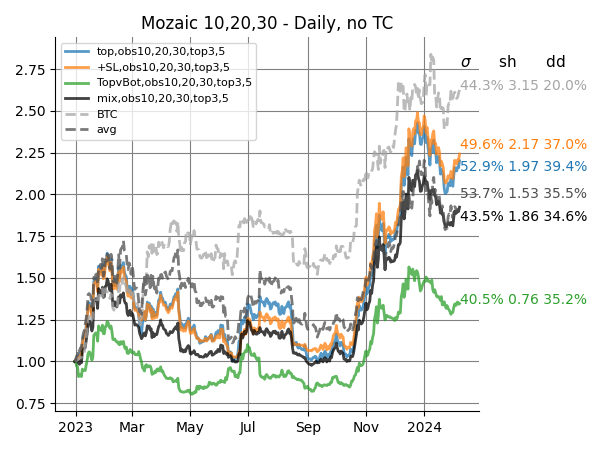 Mozaic 10,20,30 - Daily, no TC
top,obs10,20,30,top3,5
+SL,obs10,20,30,top3,5
TopvBot,obs10,20,30,top3,5
mix,obs10,20,30,top3,5
BTC
avg
σ sh dd
44.3% 3.15 20.0%
49.6% 2.17 37.0%
52.9% 1.97 39.4%
53.7% 1.53 35.5%
43.5% 1.86 34.6%
40.5% 0.76 35.2%
2.75
2.50
2.25
2.00
1.75
1.50
1.25
1.00
0.75
2023 Mar May Jul Sep Nov 2024